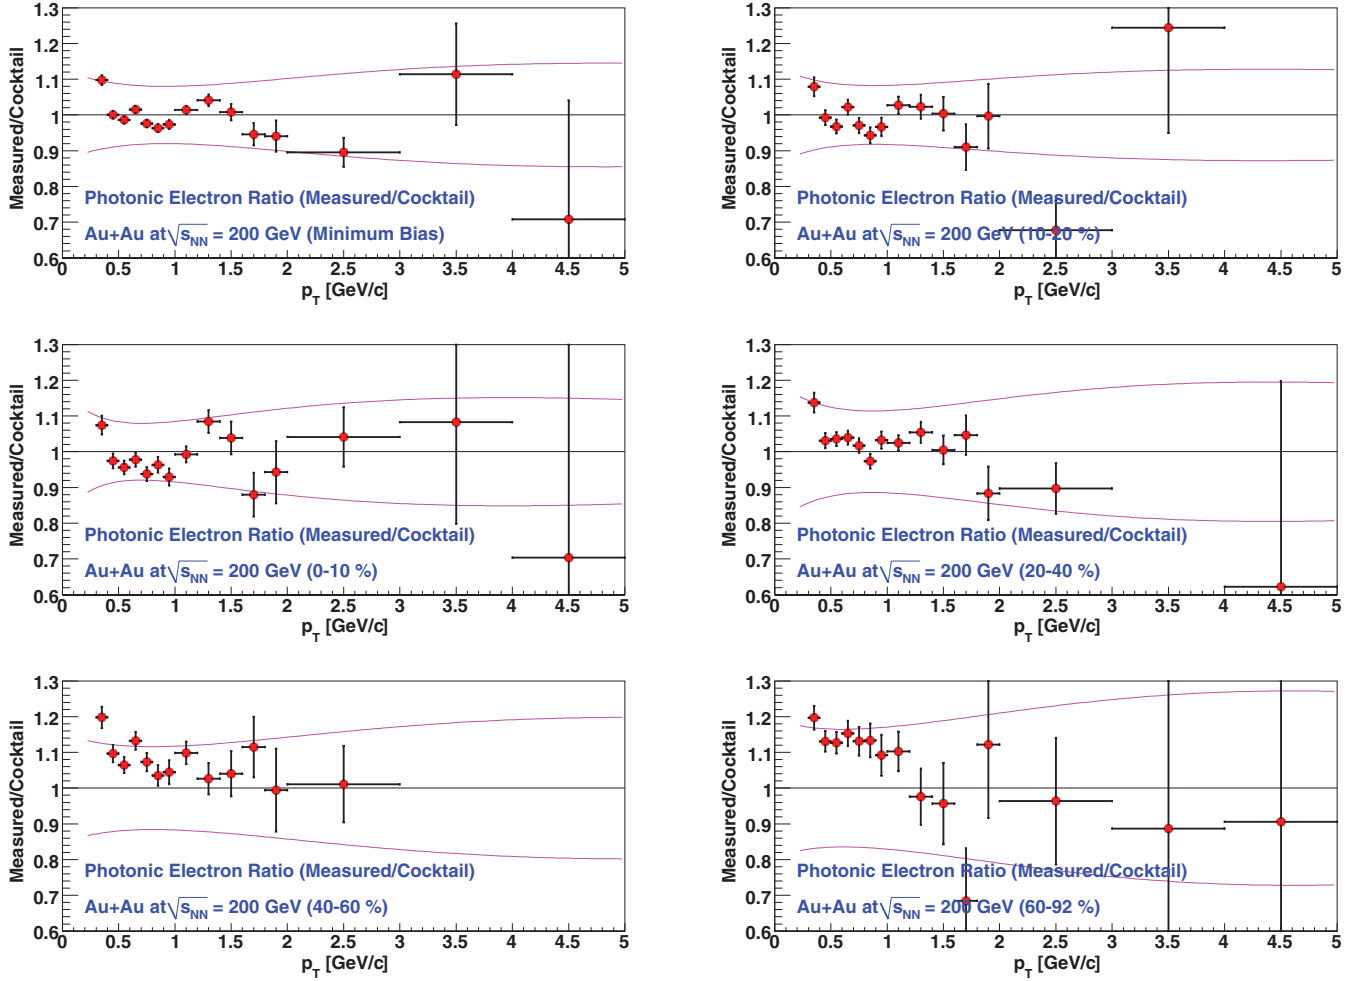 Measured/Cocktail
1.3
1.2
1.1
1
0.9
0.8
0.7
0.6
Photonic Electron Ratio (Measured/Cocktail)
Au+Au at √s_NN = 200 GeV (Minimum Bias)
0 0.5 1 1.5 2 2.5 3 3.5 4 4.5 5
p_T [GeV/c]
Measured/Cocktail
1.3
1.2
1.1
1
0.9
0.8
0.7
0.6
Photonic Electron Ratio (Measured/Cocktail)
Au+Au at √s_NN = 200 GeV (10-20 %)
0 0.5 1 1.5 2 2.5 3 3.5 4 4.5 5
p_T [GeV/c]
Measured/Cocktail
1.3
1.2
1.1
1
0.9
0.8
0.7
0.6
Photonic Electron Ratio (Measured/Cocktail)
Au+Au at √s_NN = 200 GeV (0-10 %)
0 0.5 1 1.5 2 2.5 3 3.5 4 4.5 5
p_T [GeV/c]
Measured/Cocktail
1.3
1.2
1.1
1
0.9
0.8
0.7
0.6
Photonic Electron Ratio (Measured/Cocktail)
Au+Au at √s_NN = 200 GeV (20-40 %)
0 0.5 1 1.5 2 2.5 3 3.5 4 4.5 5
p_T [GeV/c]
Measured/Cocktail
1.3
1.2
1.1
1
0.9
0.8
0.7
0.6
Photonic Electron Ratio (Measured/Cocktail)
Au+Au at √s_NN = 200 GeV (40-60 %)
0 0.5 1 1.5 2 2.5 3 3.5 4 4.5 5
p_T [GeV/c]
Measured/Cocktail
1.3
1.2
1.1
1
0.9
0.8
0.7
0.6
Photonic Electron Ratio (Measured/Cocktail)
Au+Au at √s_NN = 200 GeV (60-92 %)
0 0.5 1 1.5 2 2.5 3 3.5 4 4.5 5
p_T [GeV/c]